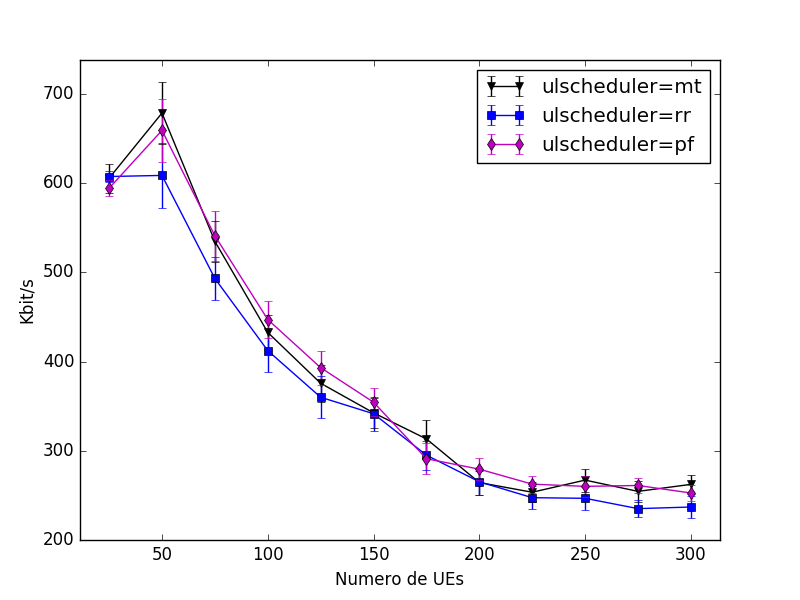 700
600
500
400
300
200
Kbit/s
50
100
150
200
250
300
Numero de UEs
ulscheduler=mt
ulscheduler=rr
ulscheduler=pf